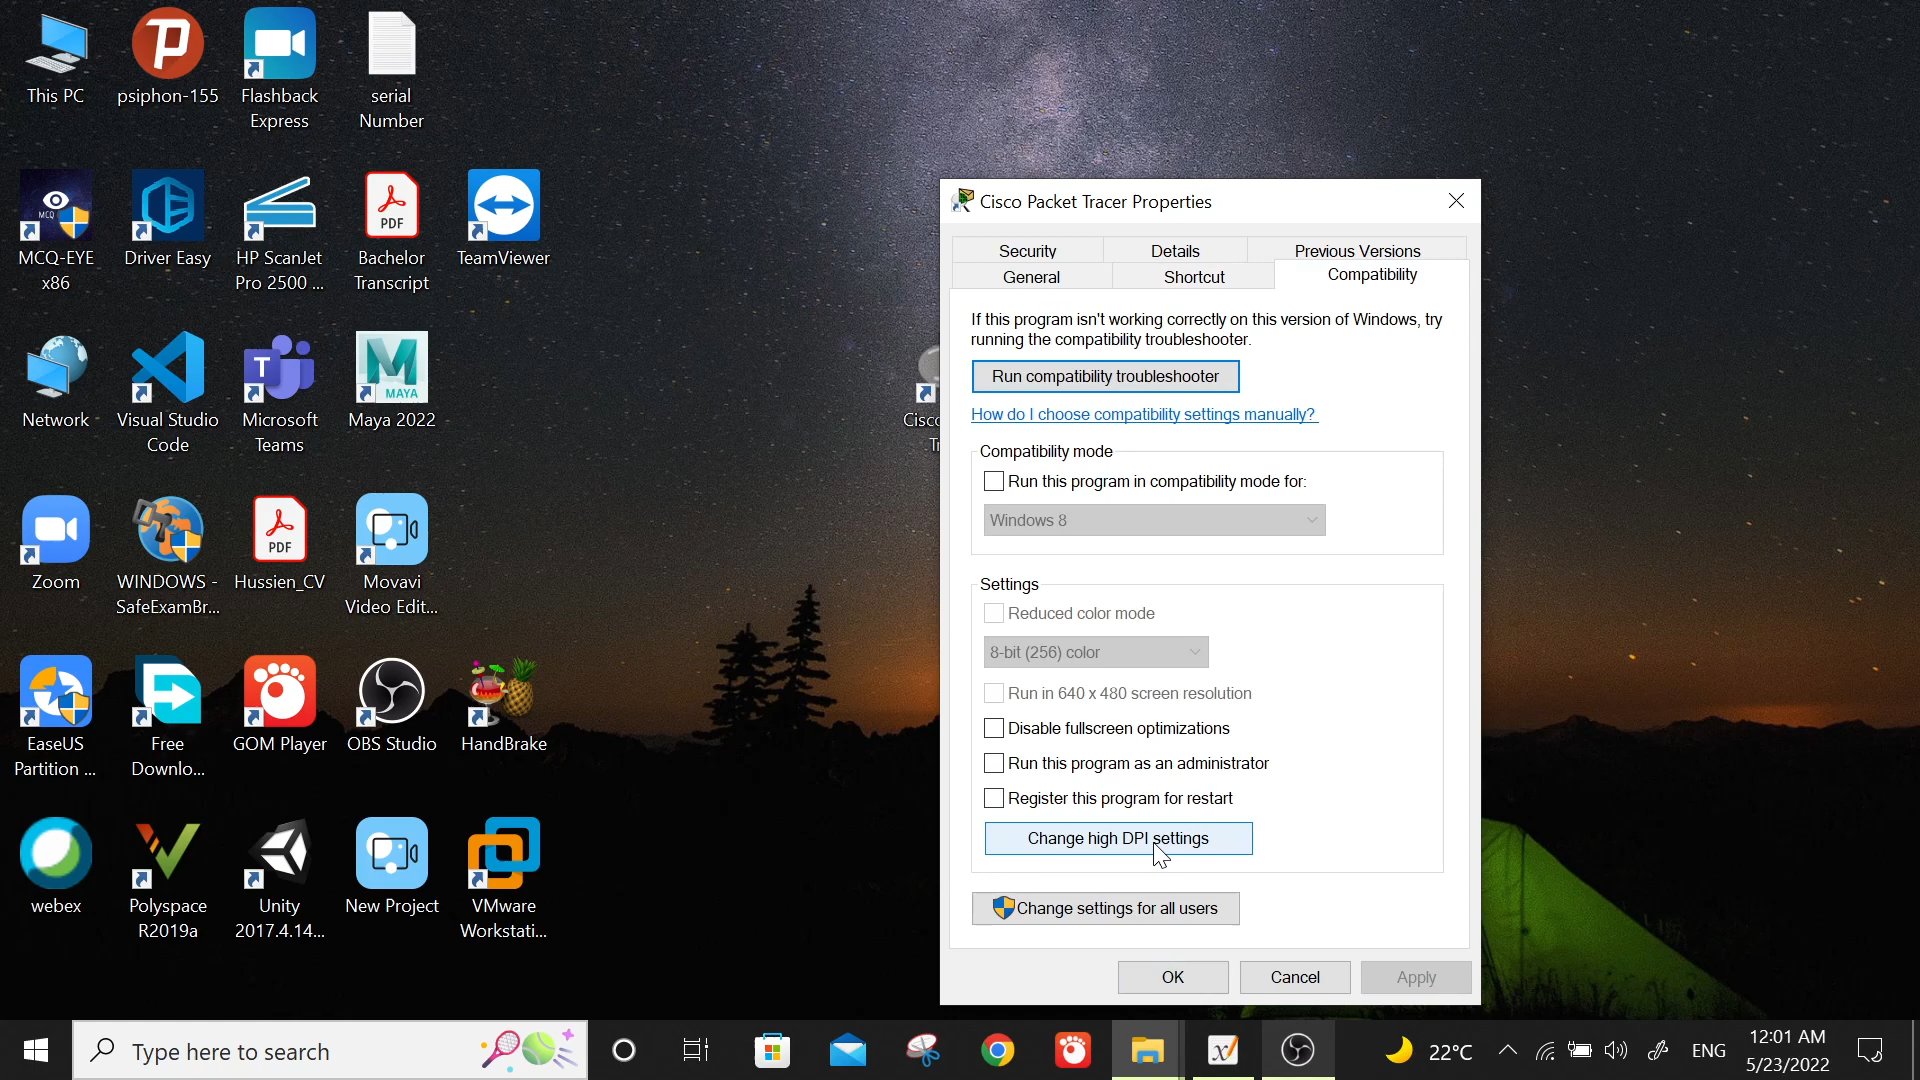 This PC
psiphon-155
Flashback
Express
serial
Number
MCQ
MCQ-EYE
x86
Driver Easy
HP ScanJet
Pro 2500 ...
PDF
Bachelor
Transcript
TeamViewer
Network
Visual Studio
Code
T
Microsoft
Teams
MAYA
Maya 2022
Zoom
WINDOWS -
SafeExamBr...
PDF
Hussien_CV
Movavi
Video Edit...
EaseUS
Partition ...
Free
Downlo...
GOM Player
OBS Studio
HandBrake
webex
Polyspace
R2019a
Unity
2017.4.14...
New Project
VMware
Workstati...
Cisco Packet Tracer Properties
Security
Details
Previous Versions
General
Shortcut
Compatibility
If this program isn't working correctly on this version of Windows, try
running the compatibility troubleshooter.
Run compatibility troubleshooter
How do I choose compatibility settings manually?
Compatibility mode
Run this program in compatibility mode for:
Windows 8
Settings
Reduced color mode
8-bit (256) color
Run in 640 x 480 screen resolution
Disable fullscreen optimizations
Run this program as an administrator
Register this program for restart
Change high DPI settings
Change settings for all users
OK
Cancel
Apply
Type here to search
22°C
ENG
12:01 AM
5/23/2022